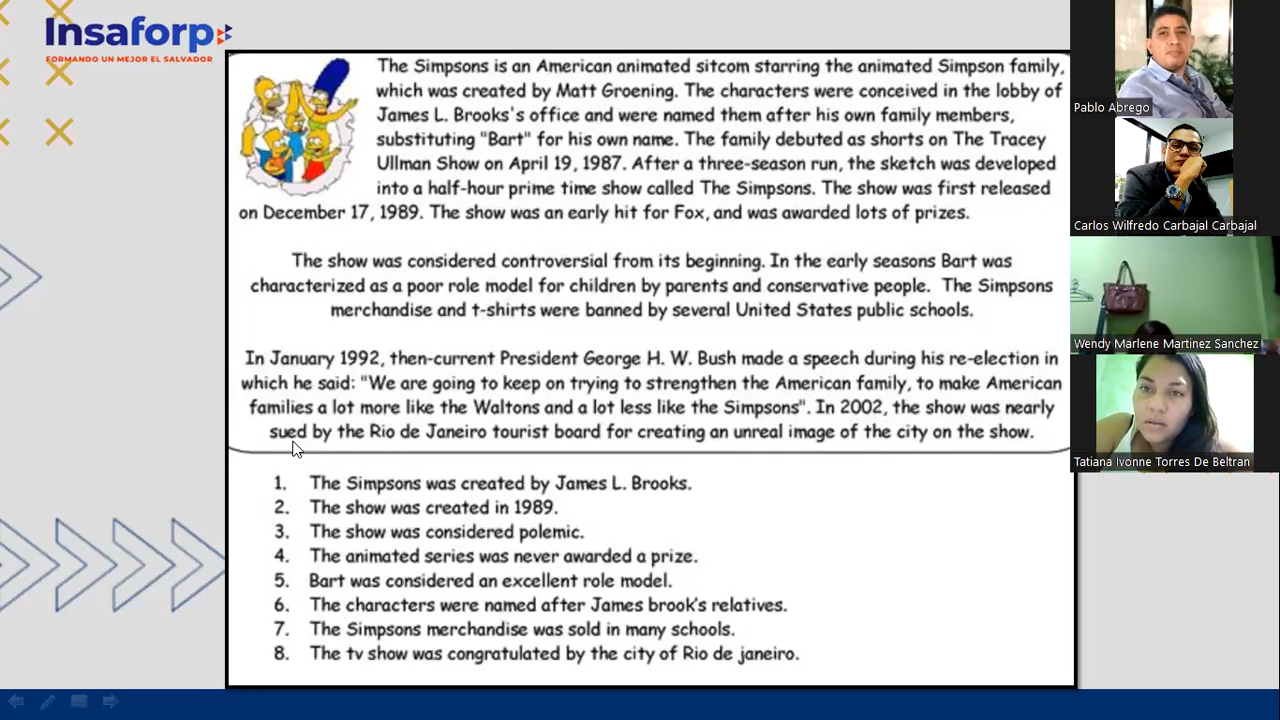 Insaforp
FORMANDO UN MEJOR EL SALVADOR
The Simpsons is an American animated sitcom starring the animated Simpson family,
which was created by Matt Groening. The characters were conceived in the lobby of
James L. Brooks's office and were named them after his own family members,
substituting "Bart" for his own name. The family debuted as shorts on The Tracey
Ullman Show on April 19, 1987. After a three-season run, the sketch was developed
into a half-hour prime time show called The Simpsons. The show was first released
on December 17, 1989. The show was an early hit for Fox, and was awarded lots of prizes.
The show was considered controversial from its beginning. In the early seasons Bart was
characterized as a poor role model for children by parents and conservative people. The Simpsons
merchandise and t-shirts were banned by several United States public schools.
In January 1992, then-current President George H. W. Bush made a speech during his re-election in
which he said: "We are going to keep on trying to strengthen the American family, to make American
families a lot more like the Waltons and a lot less like the Simpsons". In 2002, the show was nearly
sued by the Rio de Janeiro tourist board for creating an unreal image of the city on the show.
1. The Simpsons was created by James L. Brooks.
2. The show was created in 1989.
3. The show was considered polemic.
4. The animated series was never awarded a prize.
5. Bart was considered an excellent role model.
6. The characters were named after James brook's relatives.
7. The Simpsons merchandise was sold in many schools.
8. The tv show was congratulated by the city of Rio de janeiro.
Pablo Abrego
Carlos Wilfredo Carbajal Carbajal
Wendy Marlene Martinez Sanchez
Tatiana Ivonne Torres De Beltran